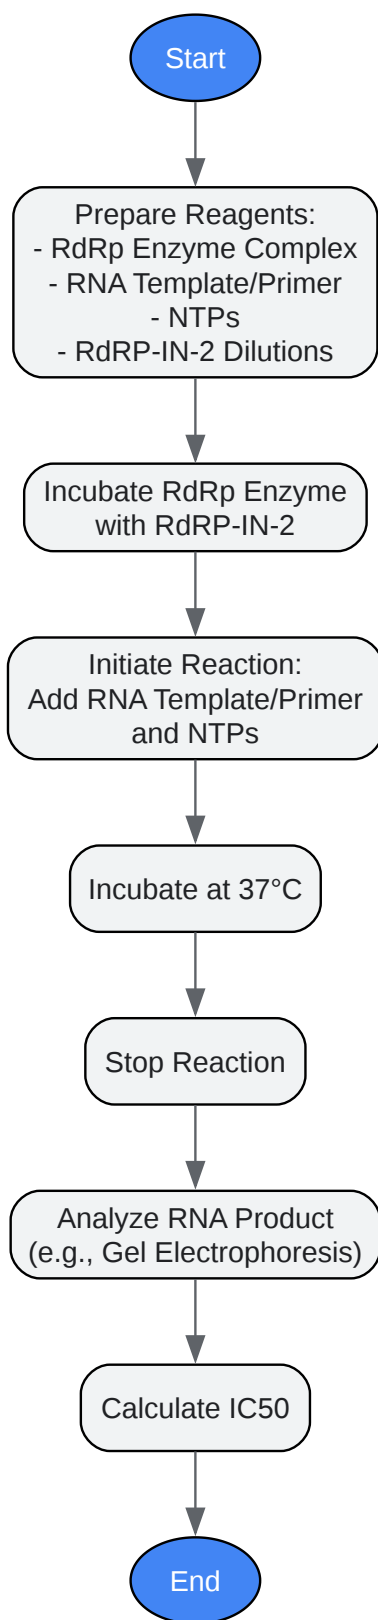 Start
Prepare Reagents:
- RdRp Enzyme Complex
- RNA Template/Primer
- NTPs
- RdRP-IN-2 Dilutions
Incubate RdRp Enzyme
with RdRP-IN-2
Initiate Reaction:
Add RNA Template/Primer
and NTPs
Incubate at 37°C
Stop Reaction
Analyze RNA Product
(e.g., Gel Electrophoresis)
Calculate IC50
End